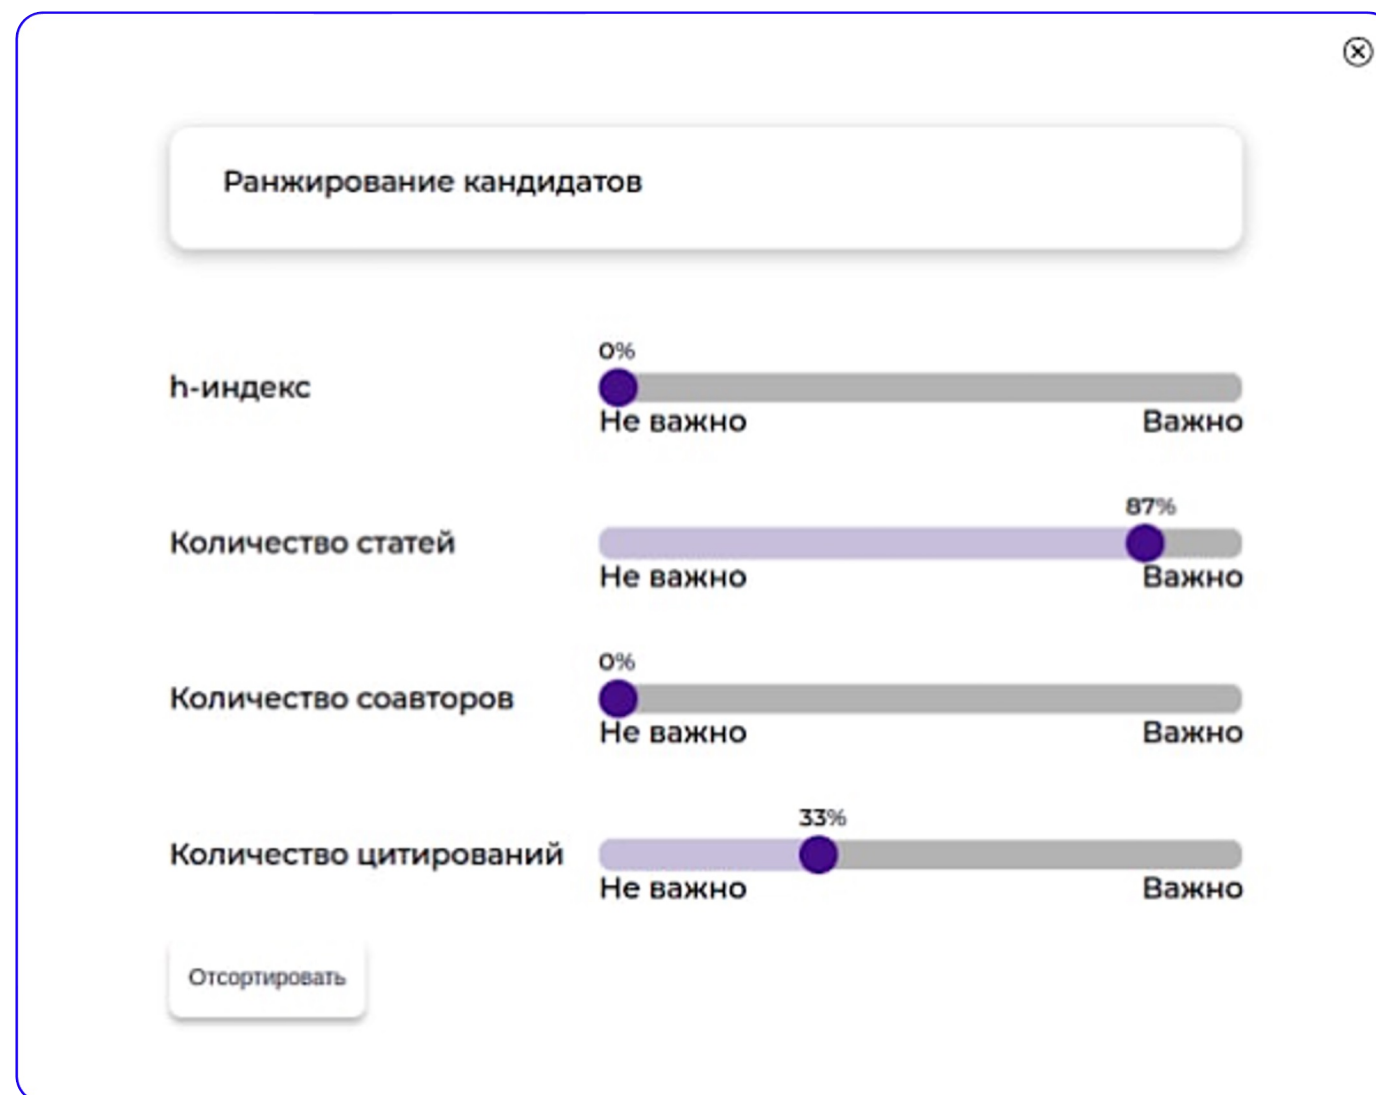 Ранжирование кандидатов
0%
h-индекс
Не важно Важно
87%
Количество статей
Не важно Важно
0%
Количество соавторов
Не важно Важно
33%
Количество цитирований
Не важно Важно
Отсортировать